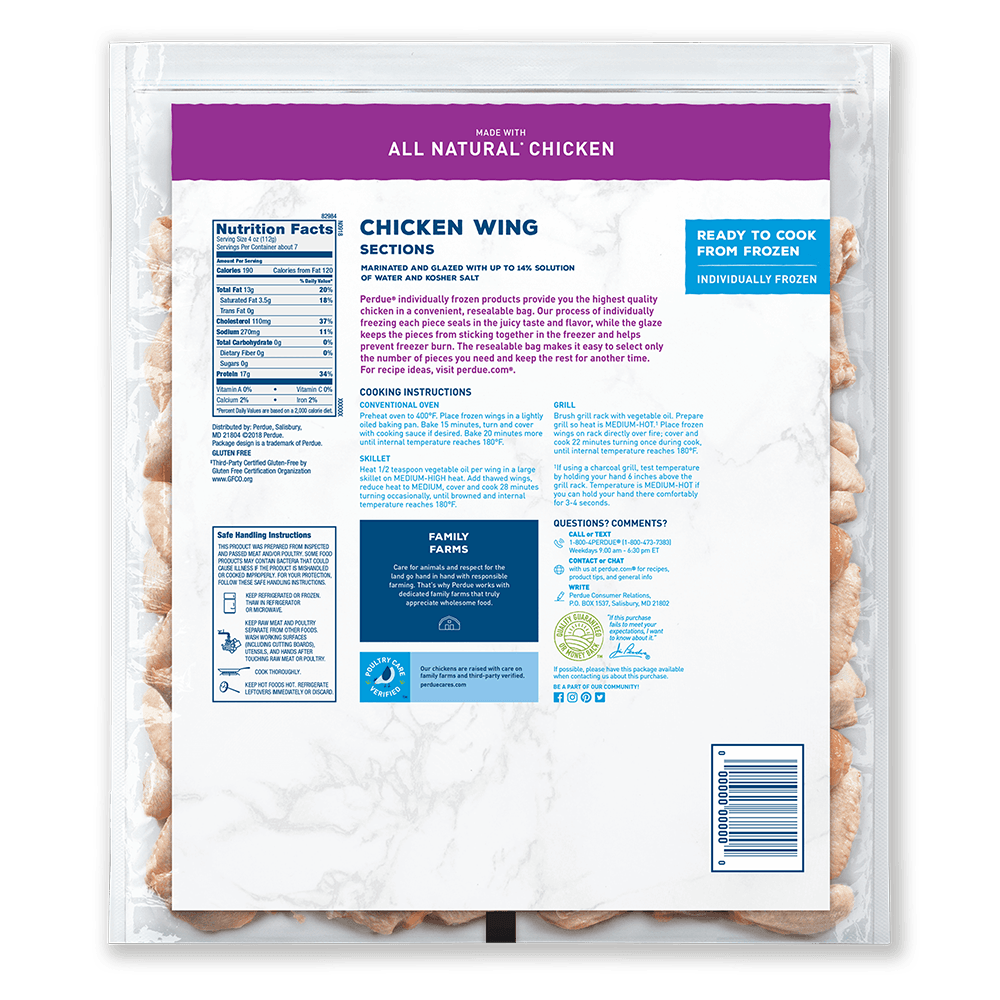 MADE WITH
ALL NATURAL* CHICKEN
82984
N0918
Nutrition Facts
Serving Size 4 oz (112g)
Servings Per Container about 7
Amount Per Serving
Calories 190 Calories from Fat 120
% Daily Value*
Total Fat 13g 20%
Saturated Fat 3.5g 18%
Trans Fat 0g
Cholesterol 110mg 37%
Sodium 270mg 11%
Total Carbohydrate 0g 0%
Dietary Fiber 0g 0%
Sugars 0g
Protein 17g 34%
Vitamin A 0% • Vitamin C 0%
Calcium 2% • Iron 2%
*Percent Daily Values are based on a 2,000 calorie diet.
XXXXXX
Distributed by: Perdue, Salisbury,
MD 21804 ©2018 Perdue.
Package design is a trademark of Perdue.
GLUTEN FREE
‡Third-Party Certified Gluten-Free by
Gluten Free Certification Organization
www.GFCO.org
Safe Handling Instructions
THIS PRODUCT WAS PREPARED FROM INSPECTED
AND PASSED MEAT AND/OR POULTRY. SOME FOOD
PRODUCTS MAY CONTAIN BACTERIA THAT COULD
CAUSE ILLNESS IF THE PRODUCT IS MISHANDLED
OR COOKED IMPROPERLY. FOR YOUR PROTECTION,
FOLLOW THESE SAFE HANDLING INSTRUCTIONS.
KEEP REFRIGERATED OR FROZEN.
THAW IN REFRIGERATOR
OR MICROWAVE.
KEEP RAW MEAT AND POULTRY
SEPARATE FROM OTHER FOODS.
WASH WORKING SURFACES
(INCLUDING CUTTING BOARDS),
UTENSILS, AND HANDS AFTER
TOUCHING RAW MEAT OR POULTRY.
COOK THOROUGHLY.
KEEP HOT FOODS HOT. REFRIGERATE
LEFTOVERS IMMEDIATELY OR DISCARD.
CHICKEN WING
SECTIONS
MARINATED AND GLAZED WITH UP TO 14% SOLUTION
OF WATER AND KOSHER SALT
Perdue® individually frozen products provide you the highest quality
chicken in a convenient, resealable bag. Our process of individually
freezing each piece seals in the juicy taste and flavor, while the glaze
keeps the pieces from sticking together in the freezer and helps
prevent freezer burn. The resealable bag makes it easy to select only
the number of pieces you need and keep the rest for another time.
For recipe ideas, visit perdue.com®.
READY TO COOK
FROM FROZEN
INDIVIDUALLY FROZEN
COOKING INSTRUCTIONS
CONVENTIONAL OVEN
Preheat oven to 400°F. Place frozen wings in a lightly
oiled baking pan. Bake 15 minutes, turn and cover
with cooking sauce if desired. Bake 20 minutes more
until internal temperature reaches 180°F.
SKILLET
Heat 1/2 teaspoon vegetable oil per wing in a large
skillet on MEDIUM-HIGH heat. Add thawed wings,
reduce heat to MEDIUM, cover and cook 28 minutes
turning occasionally, until browned and internal
temperature reaches 180°F.
GRILL
Brush grill rack with vegetable oil. Prepare
grill so heat is MEDIUM-HOT.† Place frozen
wings on rack directly over fire; cover and
cook 22 minutes turning once during cook,
until internal temperature reaches 180°F.
†If using a charcoal grill, test temperature
by holding your hand 6 inches above the
grill rack. Temperature is MEDIUM-HOT if
you can hold your hand there comfortably
for 3-4 seconds.
FAMILY
FARMS
Care for animals and respect for the
land go hand in hand with responsible
farming. That's why Perdue works with
dedicated family farms that truly
appreciate wholesome food.
POULTRY CARE
VERIFIED
Our chickens are raised with care on
family farms and third-party verified.
perduecares.com
QUESTIONS? COMMENTS?
CALL or TEXT
1-800-4PERDUE® (1-800-473-7383)
Weekdays 9:00 am - 6:30 pm ET
CONTACT or CHAT
with us at perdue.com® for recipes,
product tips, and general info
WRITE
Perdue Consumer Relations,
P.O. BOX 1537, Salisbury, MD 21802
QUALITY GUARANTEED
OR MONEY BACK
"If this purchase
fails to meet your
expectations, I want
to know about it."
If possible, please have this package available
when contacting us about this purchase.
BE A PART OF OUR COMMUNITY!
0 00000 00000 0